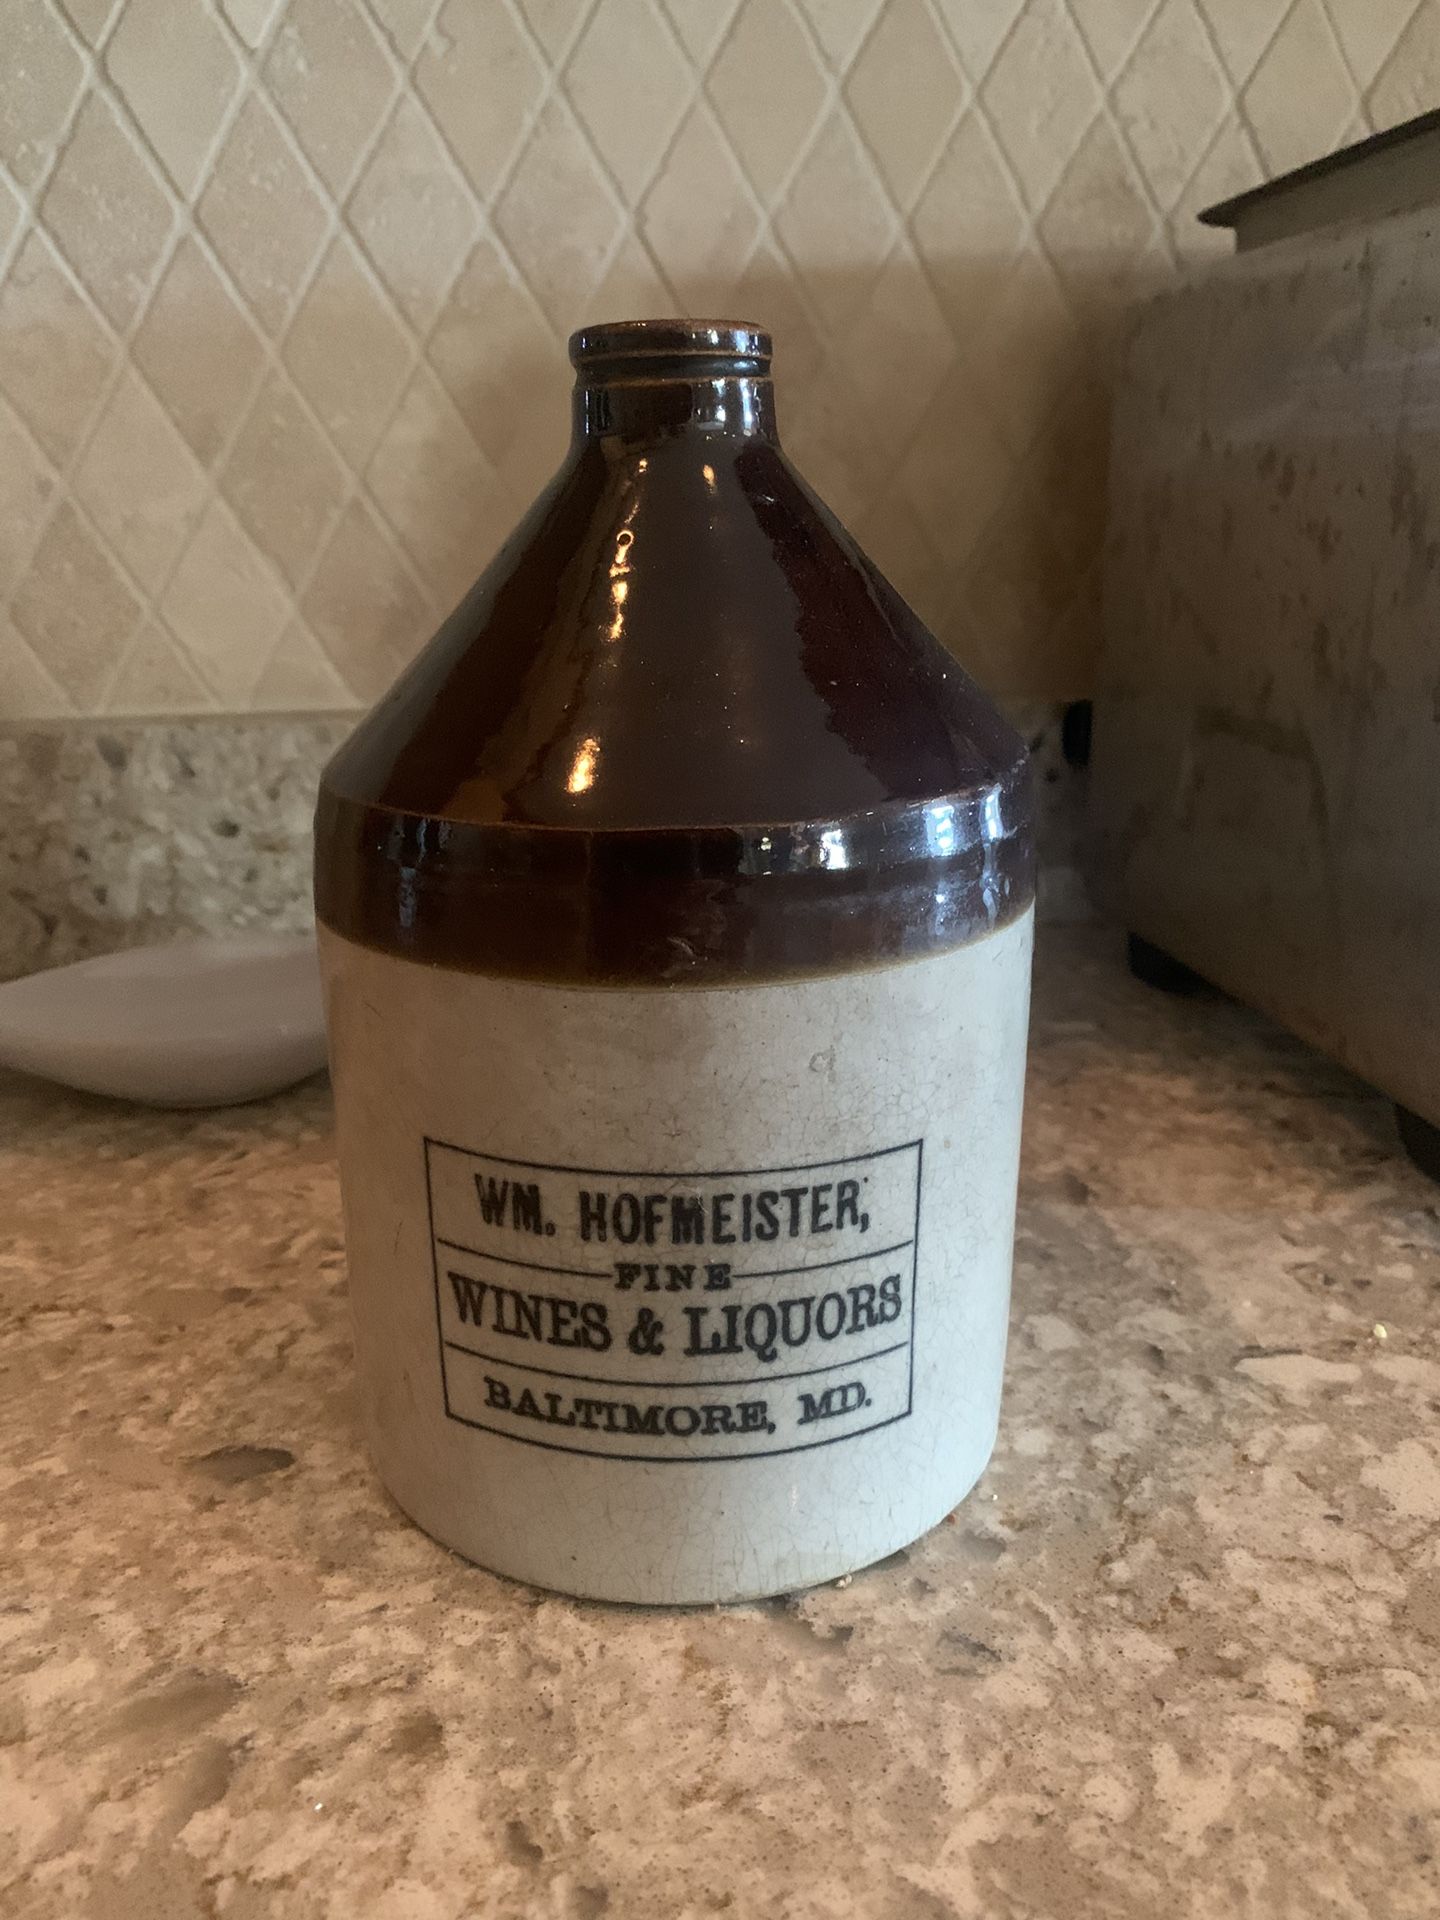 WM. HOFMEISTER,
FINE
WINES & LIQUORS
BALTIMORE, MD.